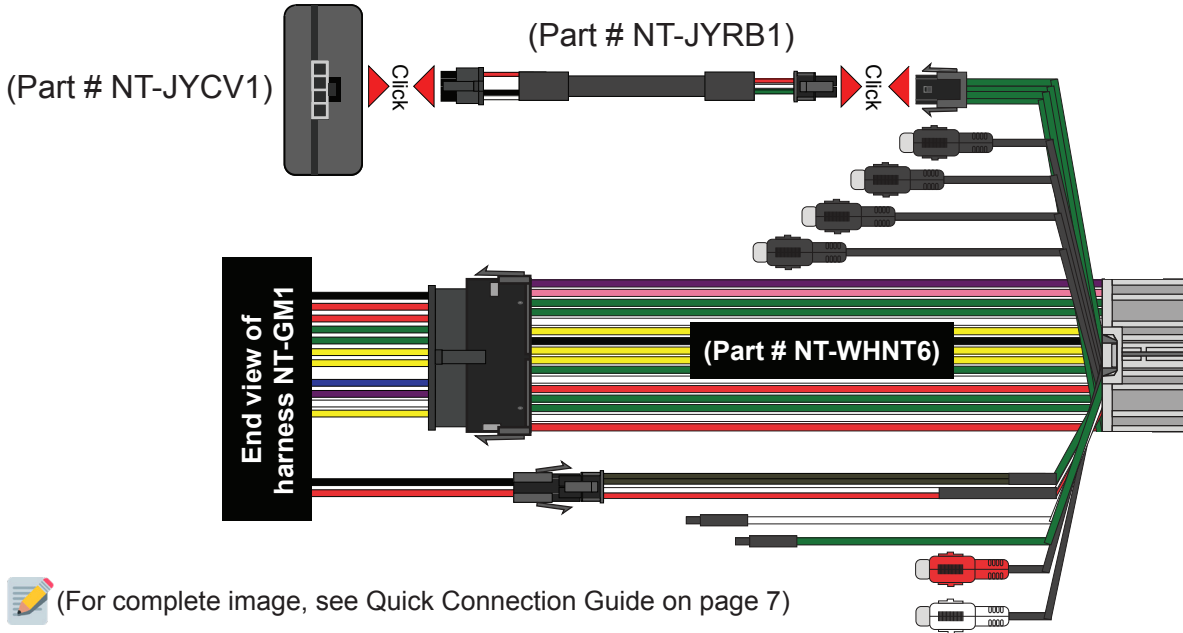 (Part # NT-JYRB1)
(Part # NT-JYCV1)
Click
Click
End view of
harness NT-GM1
(Part # NT-WHNT6)
(For complete image, see Quick Connection Guide on page 7)